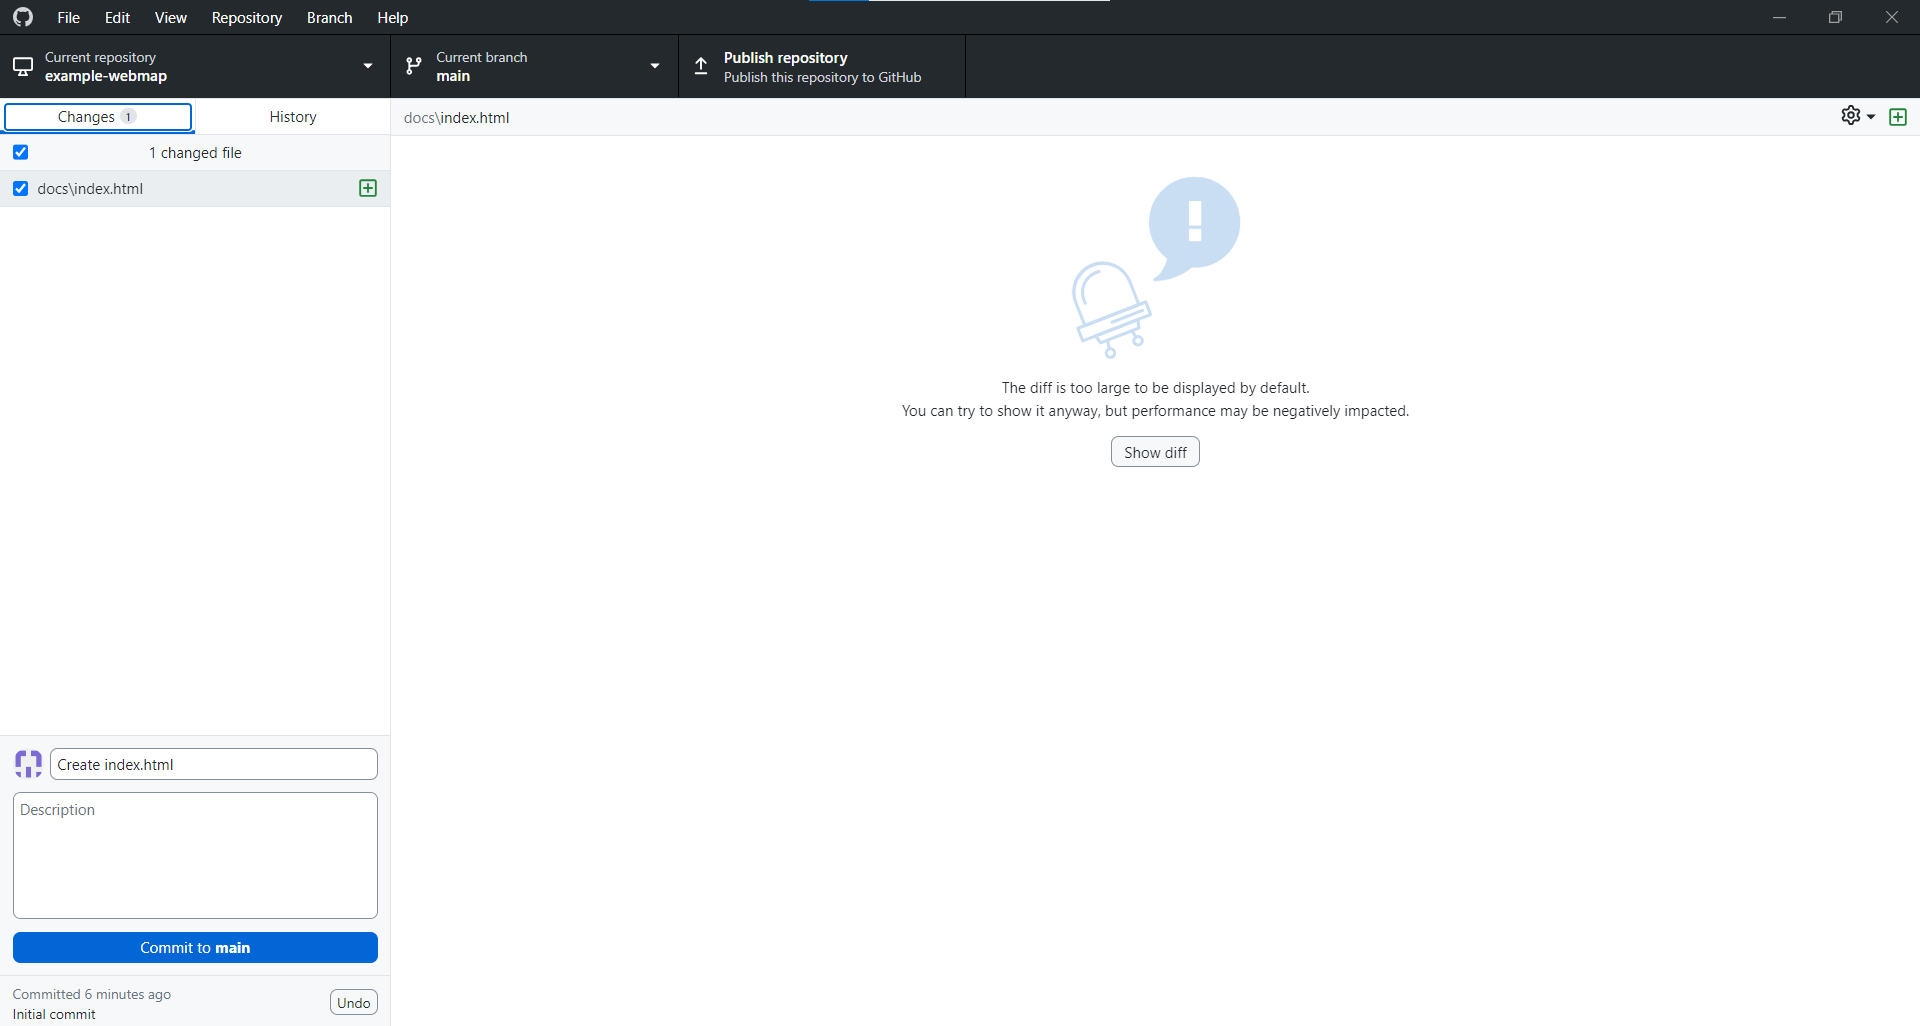 File Edit View Repository Branch Help
Current repository
example-webmap
Current branch
main
Publish repository
Publish this repository to GitHub
Changes 1
History
docs\index.html
1 changed file
docs\index.html
!
The diff is too large to be displayed by default.
You can try to show it anyway, but performance may be negatively impacted.
Show diff
Create index.html
Description
Commit to main
Committed 6 minutes ago
Initial commit
Undo